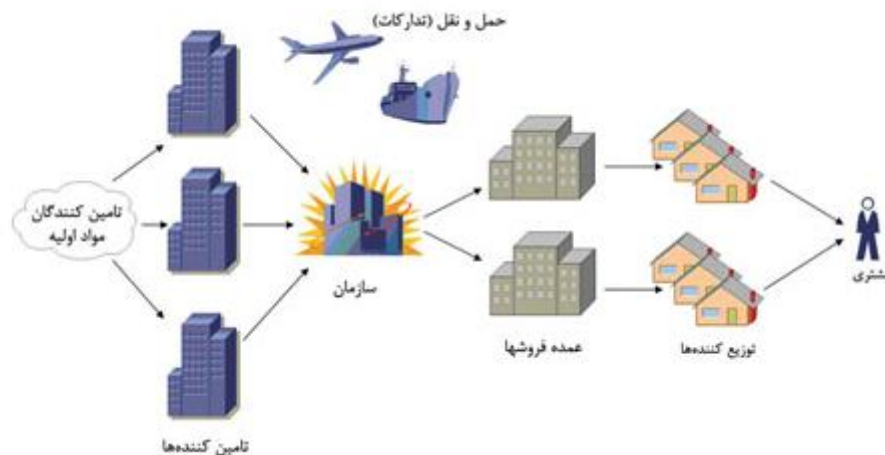 حمل و نقل (تدارکات)
تامین کنندگان
مواد اولیه
سازمان
مشتری
عمده فروشها
توزیع کننده‌ها
تامین کننده‌ها